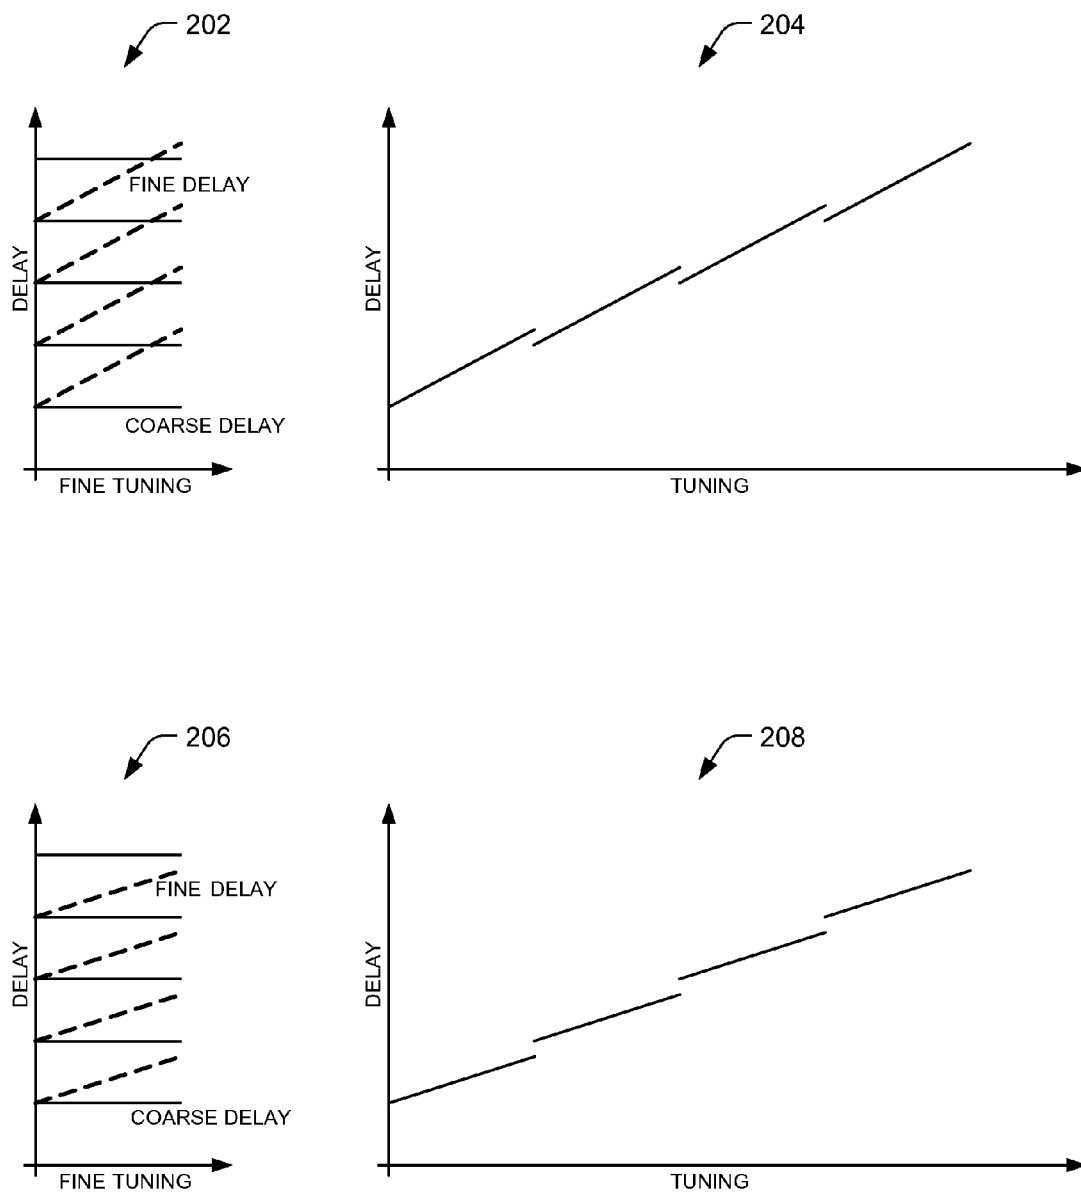 202
204
FINE DELAY
DELAY
DELAY
COARSE DELAY
FINE TUNING
TUNING
206
208
FINE DELAY
DELAY
DELAY
COARSE DELAY
FINE TUNING
TUNING